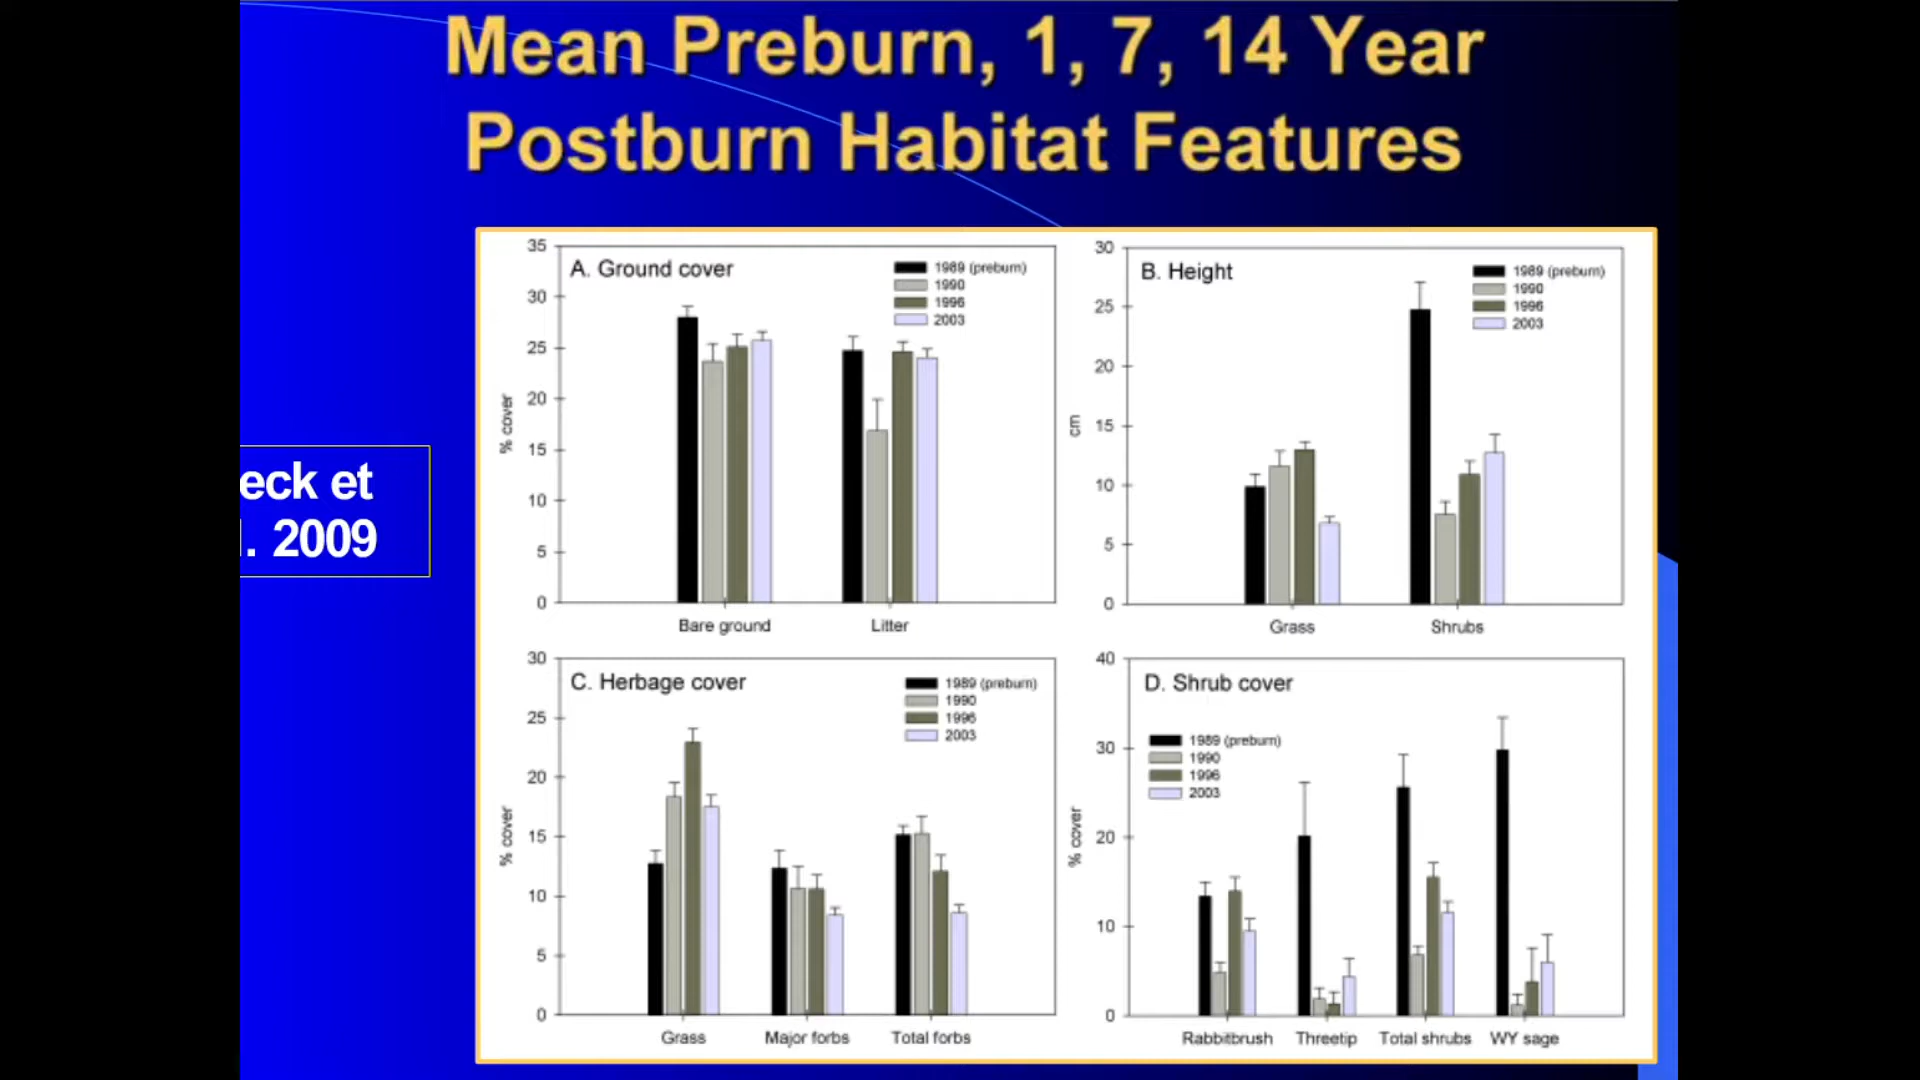 Mean Preburn, 1, 7, 14 Year
Postburn Habitat Features
eck et
l. 2009
35
30
25
20
15
10
5
0
% cover
A. Ground cover
1989 (preburn)
1990
1996
2003
Bare ground
Litter
30
25
20
15
10
5
0
cm
B. Height
1989 (preburn)
1990
1996
2003
Grass
Shrubs
30
25
20
15
10
5
0
% cover
C. Herbage cover
1989 (preburn)
1990
1996
2003
Grass
Major forbs
Total forbs
40
30
20
10
0
% cover
D. Shrub cover
1989 (preburn)
1990
1996
2003
Rabbitbrush
Threetip
Total shrubs
WY sage